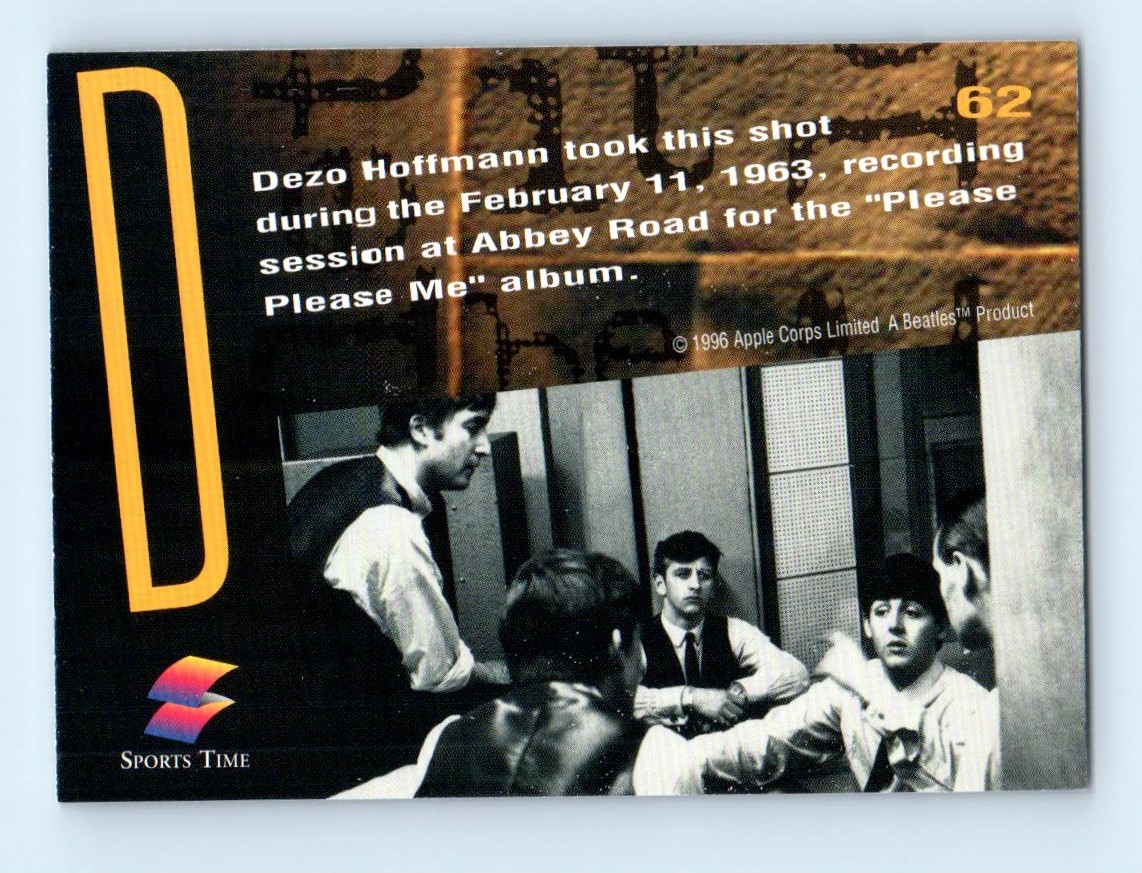 D
62
Dezo Hoffmann took this shot
during the February 11, 1963, recording
session at Abbey Road for the "Please
Please Me" album.
© 1996 Apple Corps Limited A Beatles™ Product
SPORTS TIME